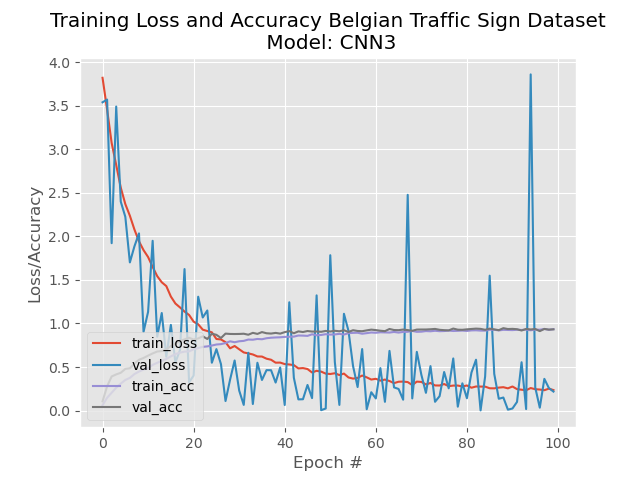 Training Loss and Accuracy Belgian Traffic Sign Dataset
Model: CNN3
4.0
3.5
3.0
2.5
2.0
1.5
1.0
0.5
0.0
Loss/Accuracy
train_loss
val_loss
train_acc
val_acc
0 20 40 60 80 100
Epoch #